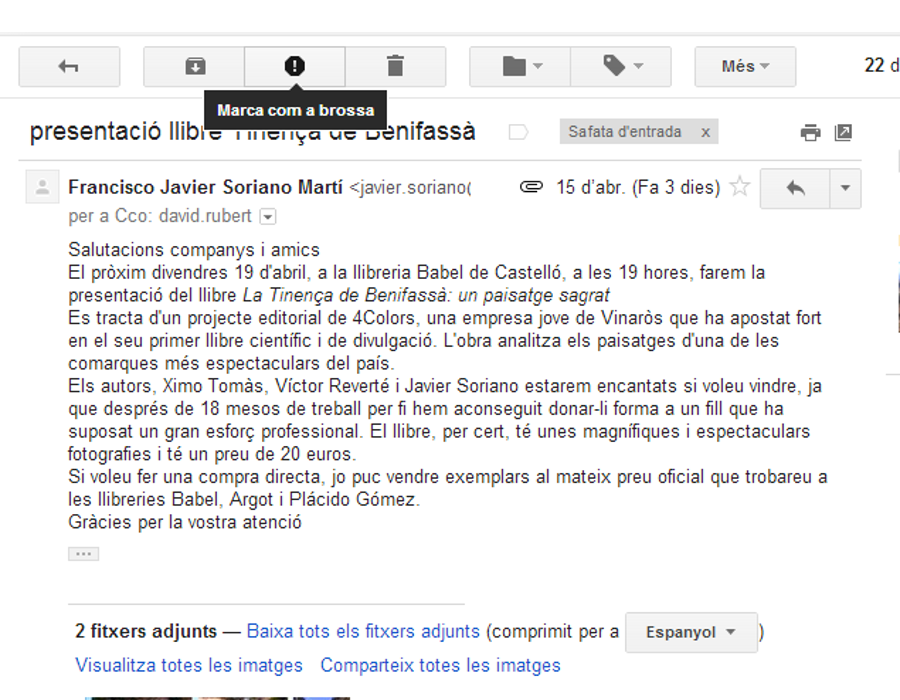 Més
22 d
Marca com a brossa
presentació llibre Tinença de Benifassà
Safata d'entrada x
Francisco Javier Soriano Martí <javier.soriano(
15 d'abr. (Fa 3 dies)
per a Cco: david.rubert
Salutacions companys i amics
El pròxim divendres 19 d'abril, a la llibreria Babel de Castelló, a les 19 hores, farem la
presentació del llibre La Tinença de Benifassà: un paisatge sagrat
Es tracta d'un projecte editorial de 4Colors, una empresa jove de Vinaròs que ha apostat fort
en el seu primer llibre científic i de divulgació. L'obra analitza els paisatges d'una de les
comarques més espectaculars del país.
Els autors, Ximo Tomàs, Víctor Reverté i Javier Soriano estarem encantats si voleu vindre, ja
que després de 18 mesos de treball per fi hem aconseguit donar-li forma a un fill que ha
suposat un gran esforç professional. El llibre, per cert, té unes magnífiques i espectaculars
fotografies i té un preu de 20 euros.
Si voleu fer una compra directa, jo puc vendre exemplars al mateix preu oficial que trobareu a
les llibreries Babel, Argot i Plácido Gómez.
Gràcies per la vostra atenció
2 fitxers adjunts — Baixa tots els fitxers adjunts (comprimit per a Espanyol )
Visualitza totes les imatges Comparteix totes les imatges